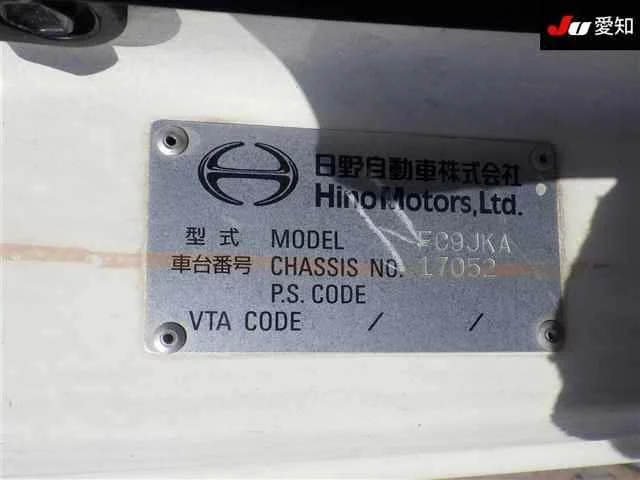 JU 愛知
日野自動車株式会社
Hino Motors, Ltd.
型式 MODEL FC9JKA
車台番号 CHASSIS NO. 17052
P.S. CODE
VTA CODE / /